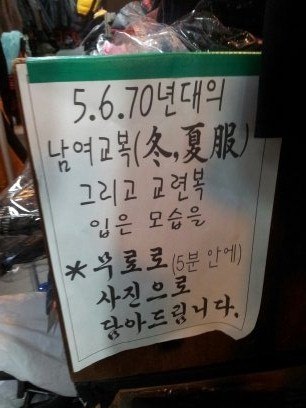 5.6.70년대의
남여교복(冬,夏服)
그리고 교련복
입은 모습을
*무료로(5분 안에)
사진으로
담아드립니다.